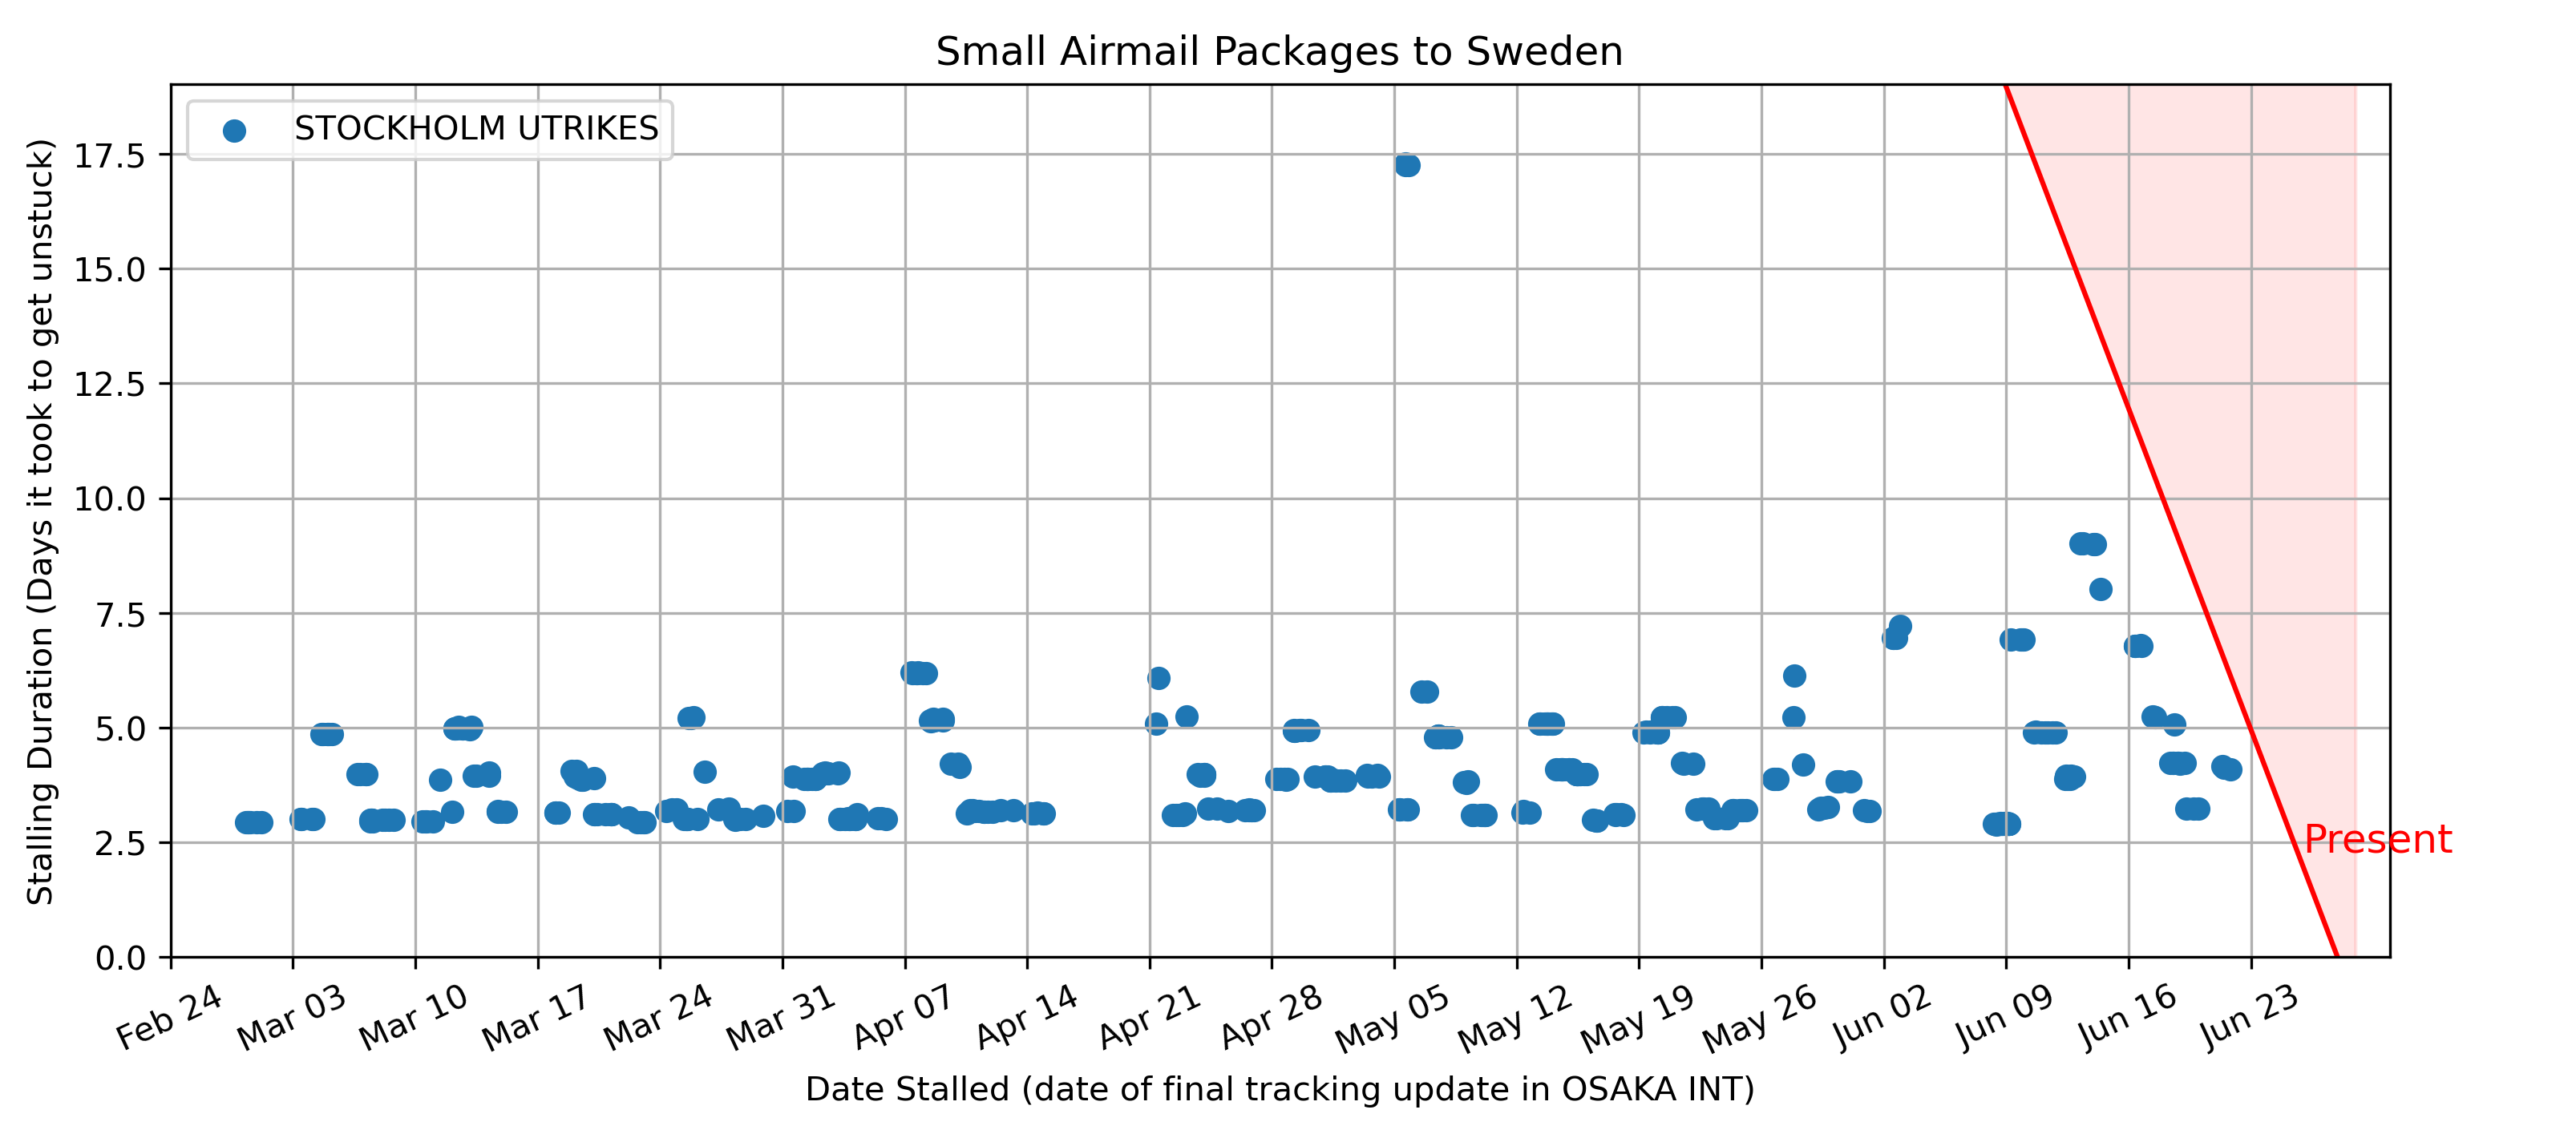 Small Airmail Packages to Sweden
STOCKHOLM UTRIKES
Stalling Duration (Days it took to get unstuck)
17.5
15.0
12.5
10.0
7.5
5.0
2.5
0.0
Present
Feb 24
Mar 03
Mar 10
Mar 17
Mar 24
Mar 31
Apr 07
Apr 14
Apr 21
Apr 28
May 05
May 12
May 19
May 26
Jun 02
Jun 09
Jun 16
Jun 23
Date Stalled (date of final tracking update in OSAKA INT)